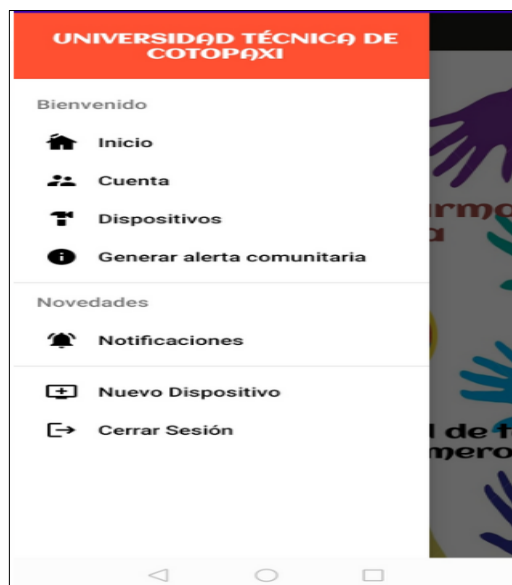 UNIVERSIDAD TÉCNICA DE
COTOPAXI
Bienvenido
Inicio
Cuenta
Dispositivos
Generar alerta comunitaria
Novedades
Notificaciones
Nuevo Dispositivo
Cerrar Sesión